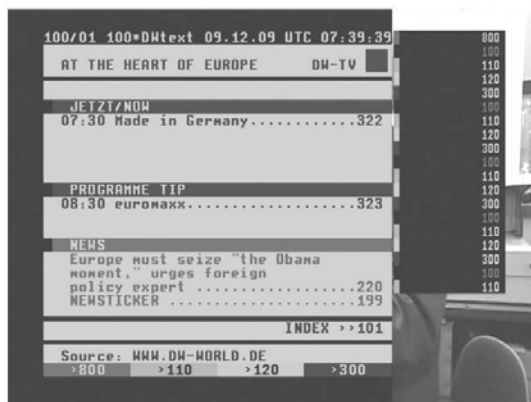 100/01 100*DWtext 09.12.09 UTC 07:39:39
AT THE HEART OF EUROPE DW-TV
JETZT/NOW
07:30 Made in Germany............322
PROGRAMME TIP
08:30 euromaxx...................323
NEWS
Europe must seize "the Obama
moment," urges foreign
policy expert ..................220
NEWSTICKER .....................199
INDEX >>101
Source: WWW.DW-WORLD.DE
>800 >110 >120 >300
800
100
110
120
300
100
110
120
300
100
110
120
300
100
110
120
300
100
110